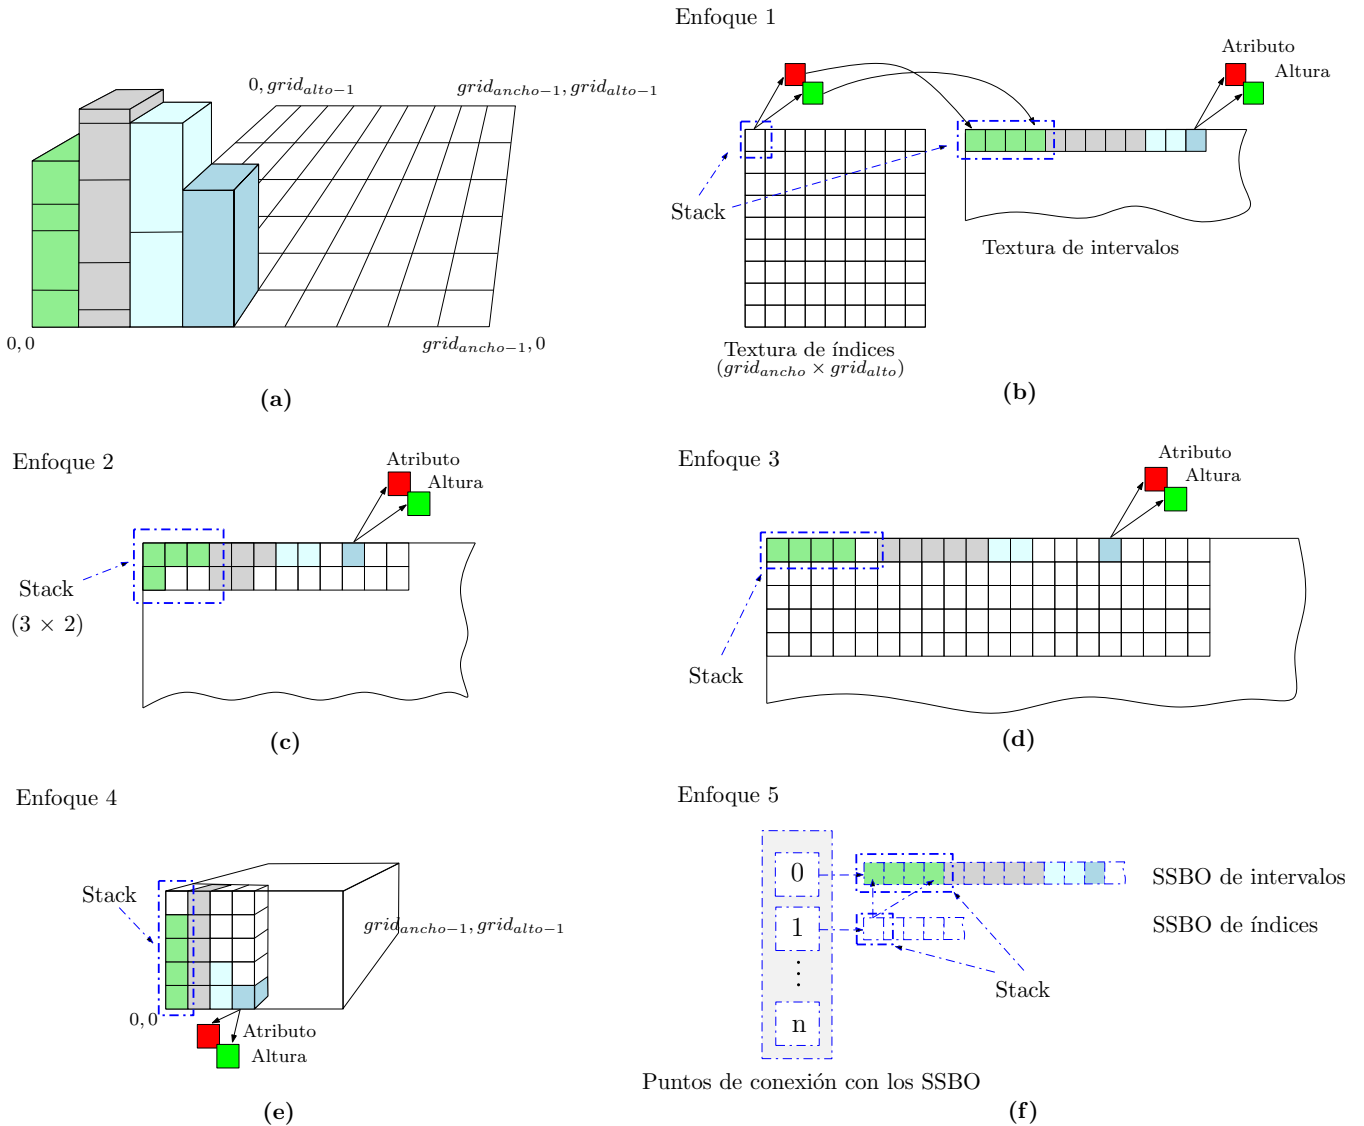 Enfoque 1
0, grid_{alto−1}
grid_{ancho−1}, grid_{alto−1}
0, 0
grid_{ancho−1}, 0
(a)
Atributo
Altura
Stack
Textura de intervalos
Textura de índices
(grid_{ancho} × grid_{alto})
(b)
Enfoque 2
Atributo
Altura
Stack
(3 × 2)
(c)
Enfoque 3
Atributo
Altura
Stack
(d)
Enfoque 4
Stack
grid_{ancho−1}, grid_{alto−1}
0, 0
Atributo
Altura
(e)
Enfoque 5
0
SSBO de intervalos
1
SSBO de índices
⋮
Stack
n
Puntos de conexión con los SSBO
(f)